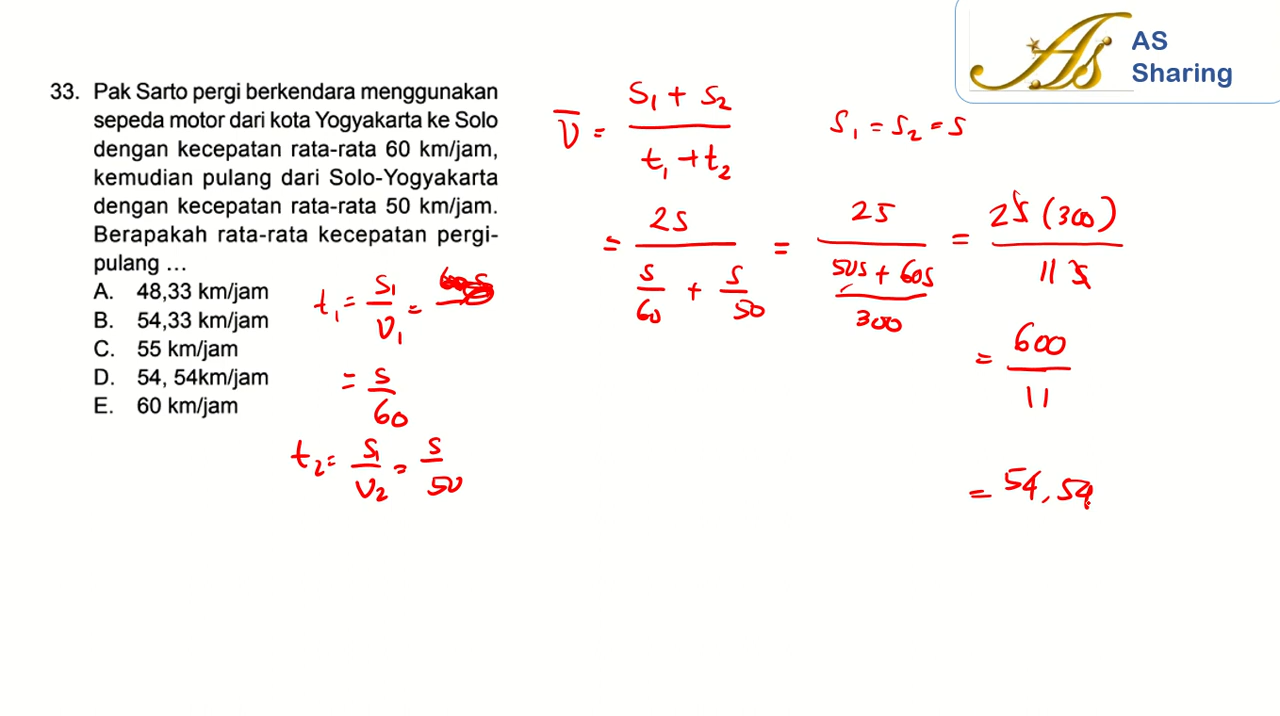 AS
Sharing
33. Pak Sarto pergi berkendara menggunakan
sepeda motor dari kota Yogyakarta ke Solo
dengan kecepatan rata-rata 60 km/jam,
kemudian pulang dari Solo-Yogyakarta
dengan kecepatan rata-rata 50 km/jam.
Berapakah rata-rata kecepatan pergi-
pulang ...
A. 48,33 km/jam
B. 54,33 km/jam
C. 55 km/jam
D. 54, 54km/jam
E. 60 km/jam
t₁ = S₁/V₁ =
= S/60
t₂ = S₁/V₂ = S/50
V̅ = (S₁ + S₂)/(t₁ + t₂)
S₁ = S₂ = S
= 2S/(S/60 + S/50) = 2S/((50S + 60S)/300) = 2S(300)/11S
= 600/11
= 54,54